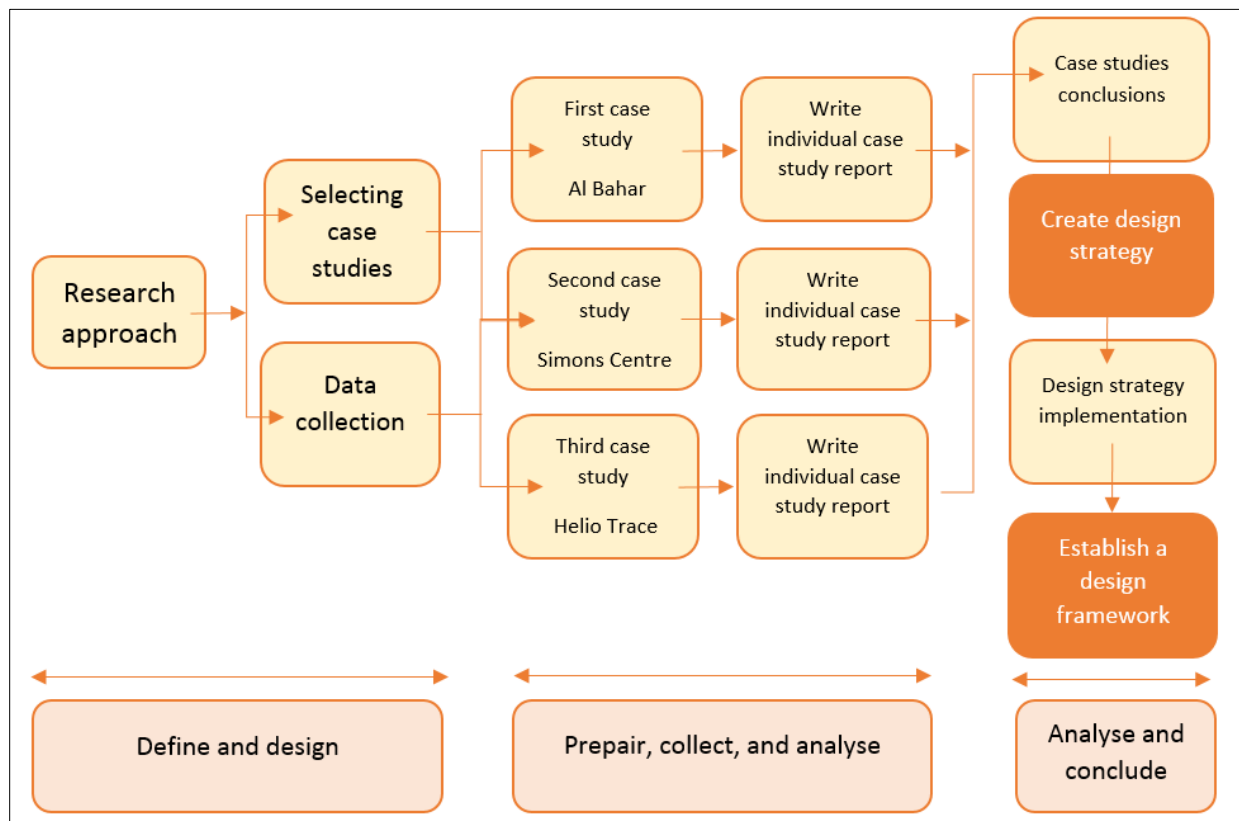 Research
approach
Selecting
case
studies
Data
collection
First case
study
Al Bahar
Second case
study
Simons Centre
Third case
study
Helio Trace
Write
individual case
study report
Write
individual case
study report
Write
individual case
study report
Case studies
conclusions
Create design
strategy
Design strategy
implementation
Establish a
design
framework
Define and design
Prepair, collect, and analyse
Analyse and
conclude